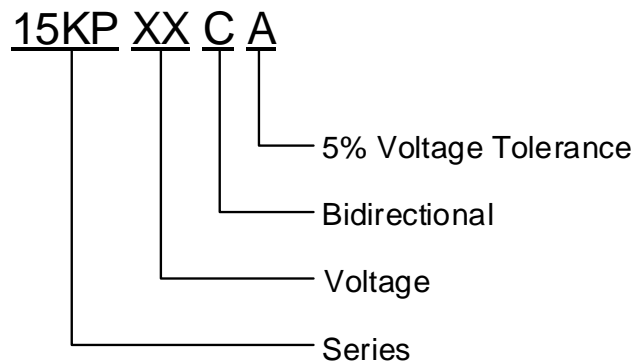 15KP XX C A
5% Voltage Tolerance
Bidirectional
Voltage
Series